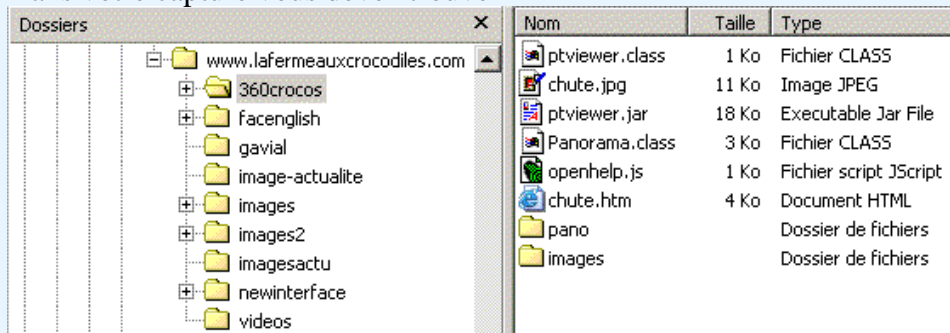 Dossiers
www.lafermeauxcrocodiles.com
360crocos
facenglish
gavial
image-actualite
images
images2
imagesactu
newinterface
videos
Nom Taille Type
ptviewer.class 1 Ko Fichier CLASS
chute.jpg 11 Ko Image JPEG
ptviewer.jar 18 Ko Executable Jar File
Panorama.class 3 Ko Fichier CLASS
openhelp.js 1 Ko Fichier script JScript
chute.htm 4 Ko Document HTML
pano Dossier de fichiers
images Dossier de fichiers